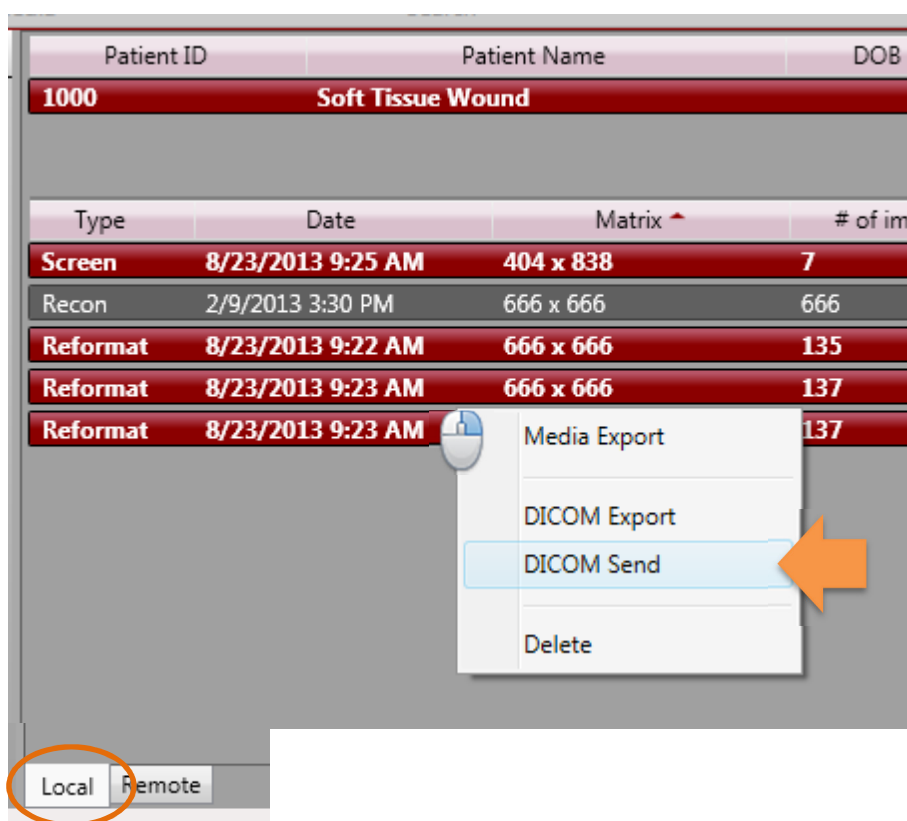 Patient ID Patient Name DOB
1000 Soft Tissue Wound
Type Date Matrix # of im
Screen 8/23/2013 9:25 AM 404 x 838 7
Recon 2/9/2013 3:30 PM 666 x 666 666
Reformat 8/23/2013 9:22 AM 666 x 666 135
Reformat 8/23/2013 9:23 AM 666 x 666 137
Reformat 8/23/2013 9:23 AM 137
Media Export
DICOM Export
DICOM Send
Delete
Local Remote